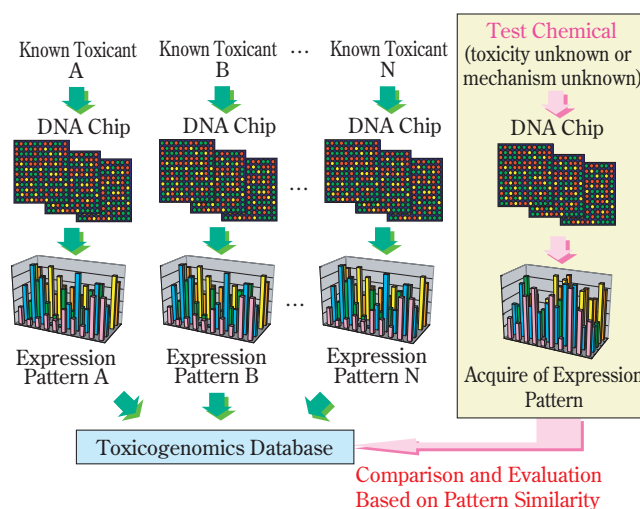 Known Toxicant
A
Known Toxicant
B
...
Known Toxicant
N
DNA Chip
DNA Chip
DNA Chip
...
...
Expression
Pattern A
Expression
Pattern B
Expression
Pattern N
Test Chemical
(toxicity unknown or
mechanism unknown)
DNA Chip
Acquire of Expression
Pattern
Toxicogenomics Database
Comparison and Evaluation
Based on Pattern Similarity